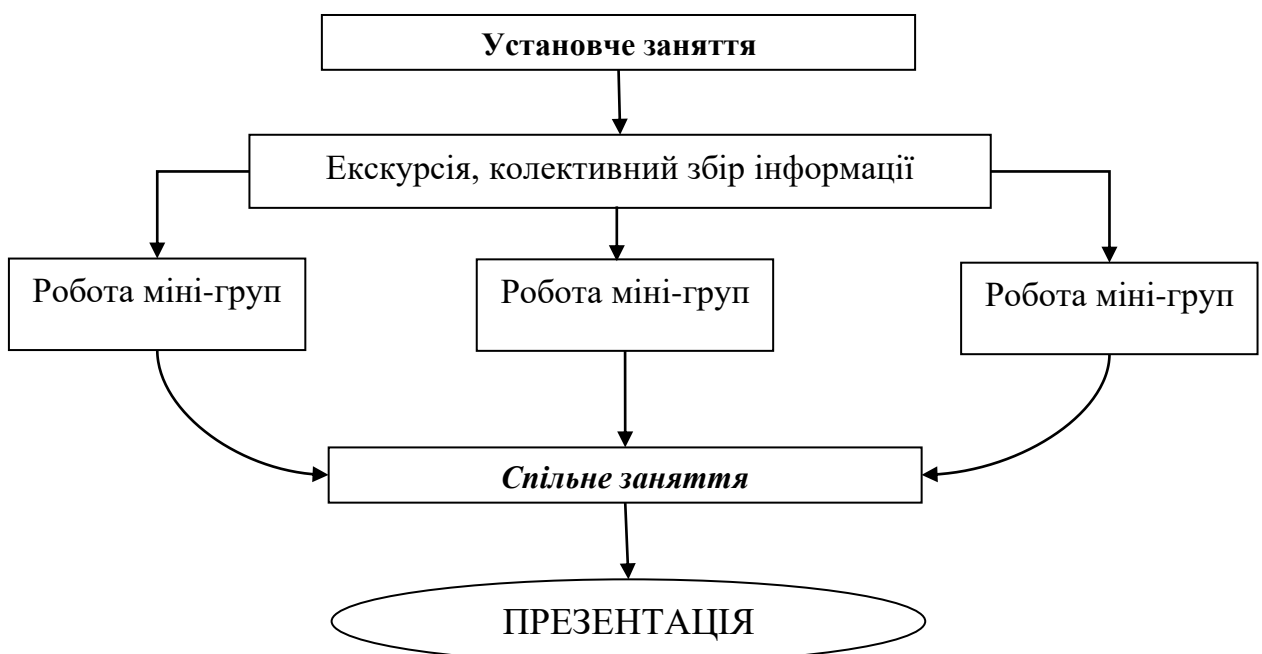 Установче заняття
Екскурсія, колективний збір інформації
Робота міні-груп
Робота міні-груп
Робота міні-груп
Спільне заняття
ПРЕЗЕНТАЦІЯ